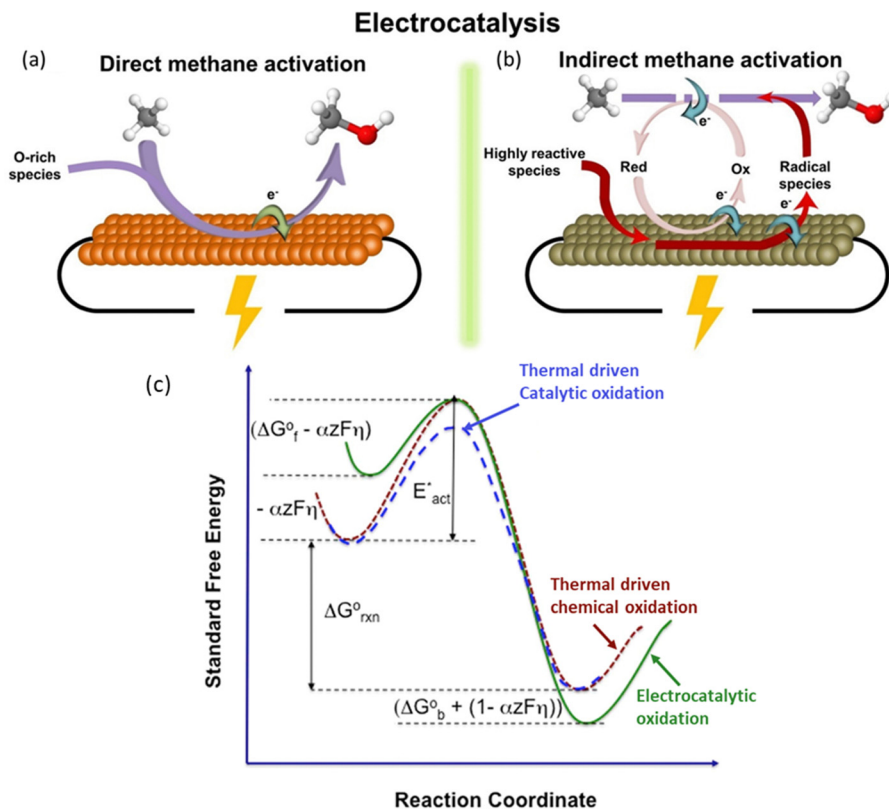 Electrocatalysis
(a)
Direct methane activation
O-rich
species
e-
(b)
Indirect methane activation
e-
Highly reactive
species
Red
Ox
Radical
species
e-
e-
(c)
Thermal driven
Catalytic oxidation
(ΔG°f - αzFη)
- αzFη
E*act
ΔG°rxn
Thermal driven
chemical oxidation
(ΔG°b + (1- αzFη))
Electrocatalytic
oxidation
Standard Free Energy
Reaction Coordinate